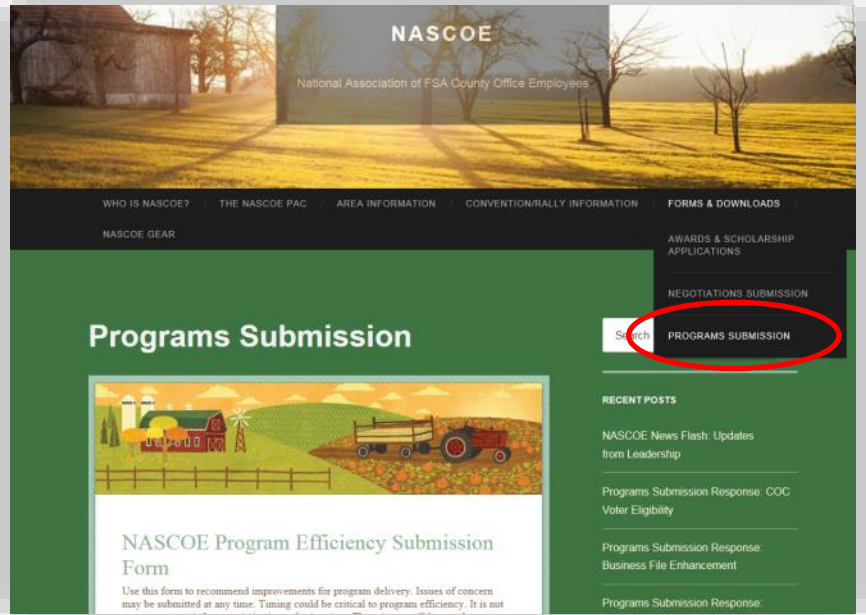 NASCOE
National Association of FSA County Office Employees
WHO IS NASCOE? / THE NASCOE PAC / AREA INFORMATION / CONVENTION/RALLY INFORMATION / FORMS & DOWNLOADS /
NASCOE GEAR
AWARDS & SCHOLARSHIP
APPLICATIONS
NEGOTIATIONS SUBMISSION
PROGRAMS SUBMISSION
Programs Submission
Search
RECENT POSTS
NASCOE News Flash: Updates
from Leadership
Programs Submission Response: COC
Voter Eligibility
Programs Submission Response:
Business File Enhancement
Programs Submission Response:
NASCOE Program Efficiency Submission
Form
Use this form to recommend improvements for program delivery. Issues of concern
may be submitted at any time. Timing could be critical to program efficiency. It is not